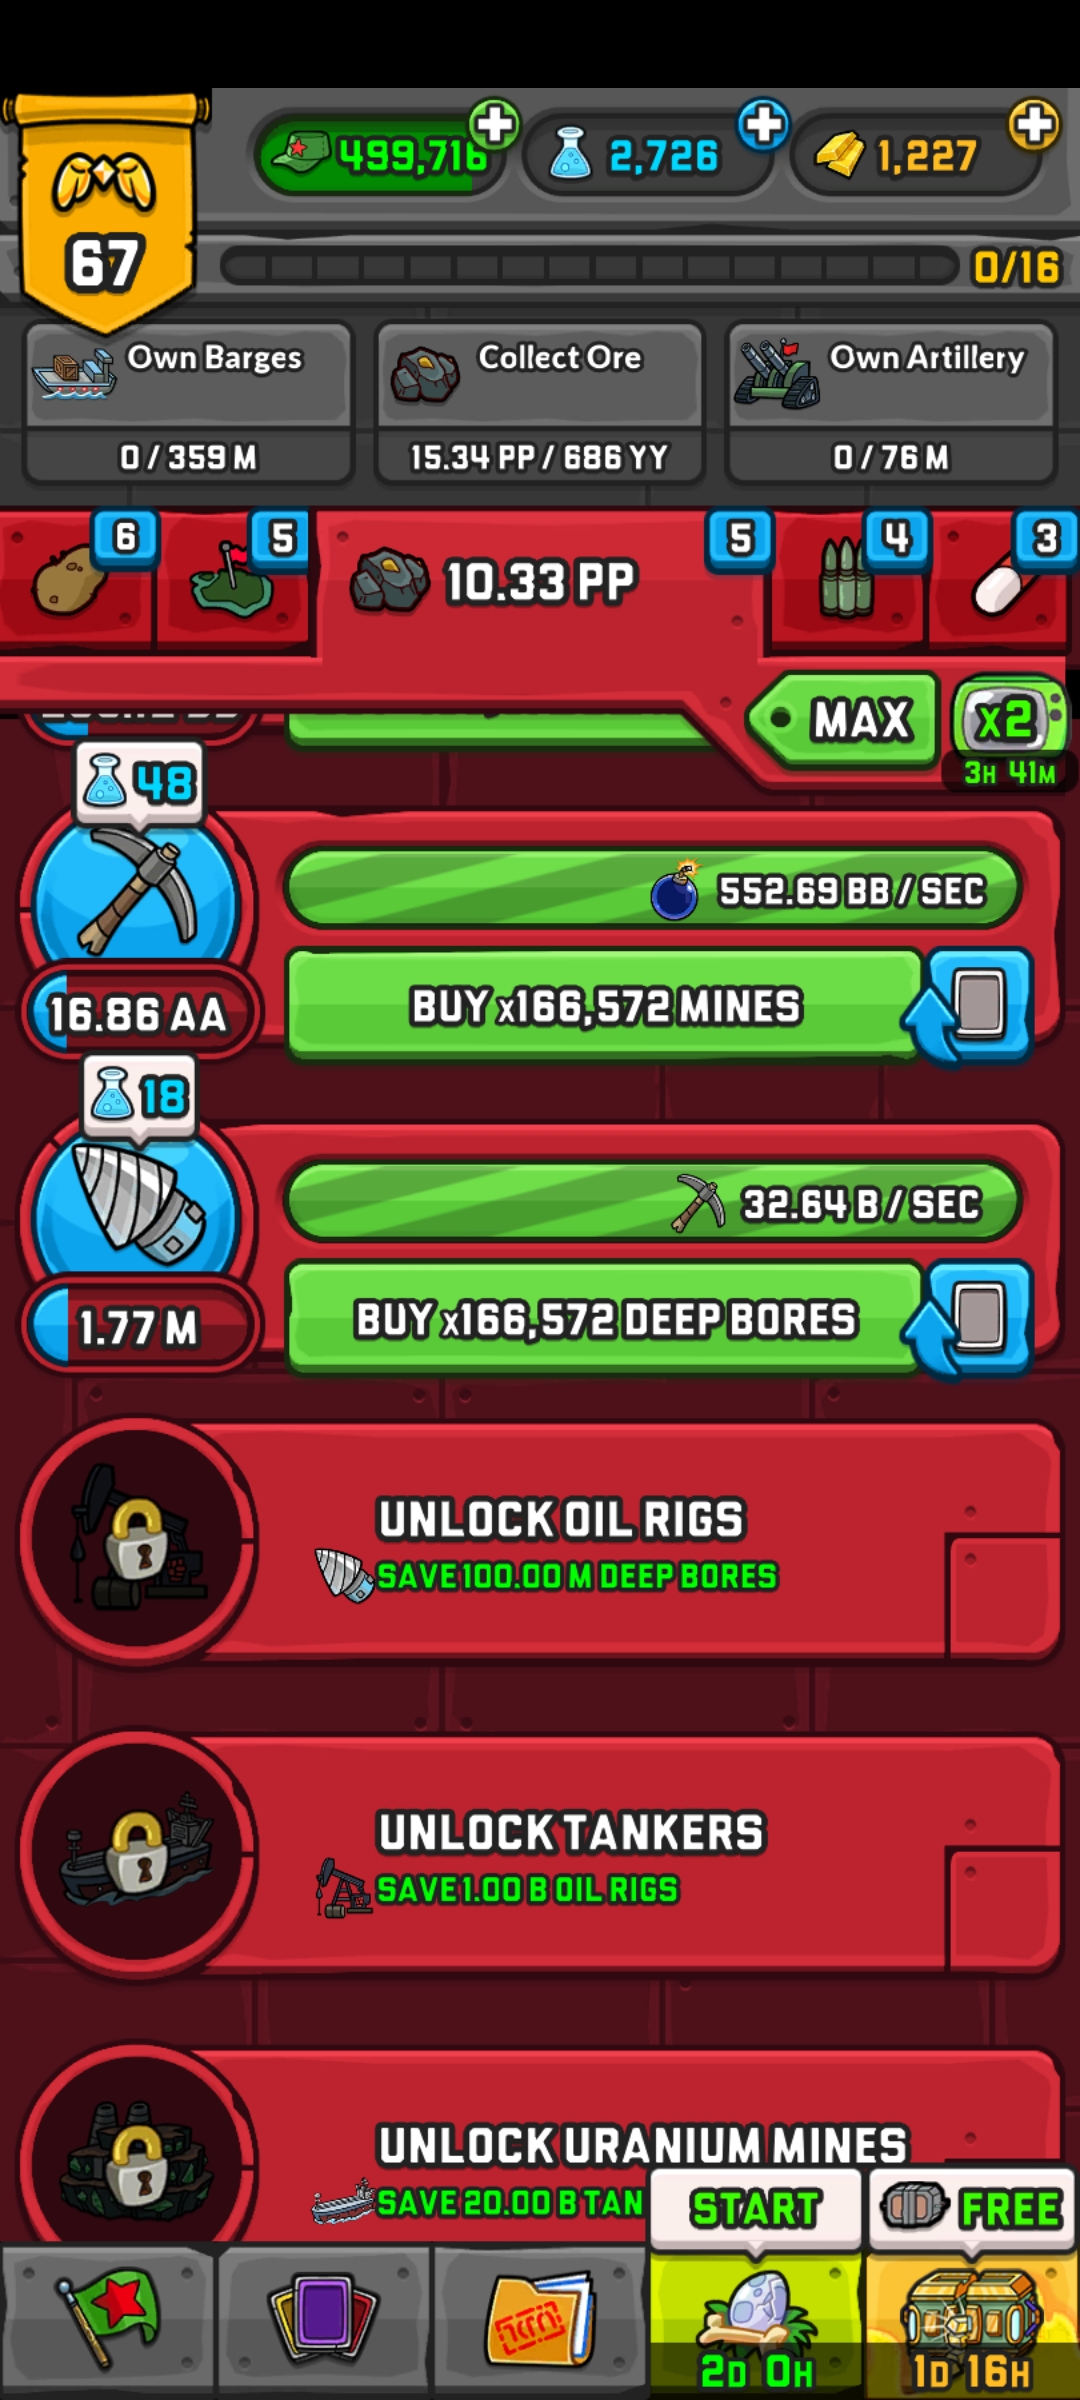 499,716
2,726
1,227
67
0/16
Own Barges
Collect Ore
Own Artillery
0 / 359 M
15.34 PP / 686 YY
0 / 76 M
6
5
10.33 PP
5
4
3
MAX
x2
3H 41M
48
552.69 BB / SEC
16.86 AA
BUY x166,572 MINES
18
32.64 B / SEC
1.77 M
BUY x166,572 DEEP BORES
UNLOCK OIL RIGS
SAVE 100.00 M DEEP BORES
UNLOCK TANKERS
SAVE 1.00 B OIL RIGS
UNLOCK URANIUM MINES
SAVE 20.00 B TAN
START
FREE
2D 0H
1D 16H